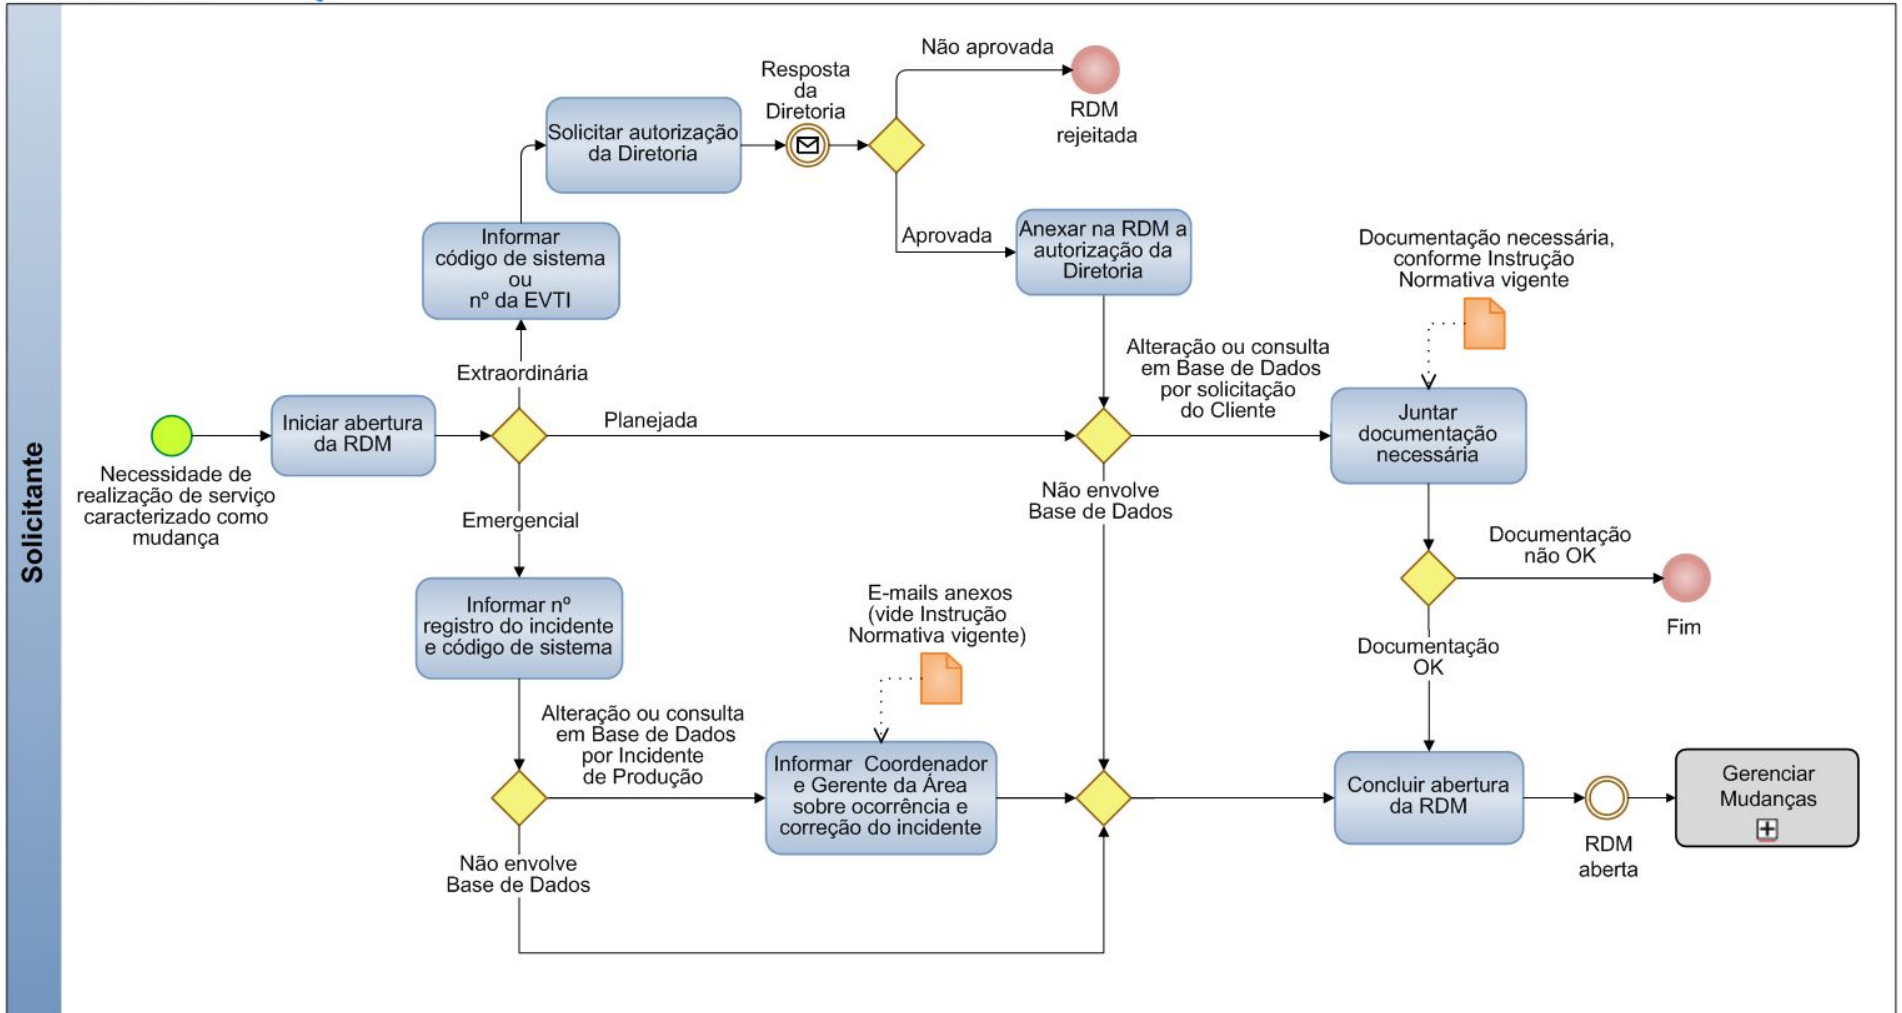 Solicitante
Necessidade de
realização de serviço
caracterizado como
mudança
Iniciar abertura
da RDM
Extraordinária
Planejada
Emergencial
Informar
código de sistema
ou
nº da EVTI
Solicitar autorização
da Diretoria
Resposta
da
Diretoria
Não aprovada
RDM
rejeitada
Aprovada
Anexar na RDM a
autorização da
Diretoria
Alteração ou consulta
em Base de Dados
por solicitação
do Cliente
Não envolve
Base de Dados
Documentação necessária,
conforme Instrução
Normativa vigente
Juntar
documentação
necessária
Documentação
não OK
Fim
Documentação
OK
Informar nº
registro do incidente
e código de sistema
Alteração ou consulta
em Base de Dados
por Incidente
de Produção
E-mails anexos
(vide Instrução
Normativa vigente)
Informar Coordenador
e Gerente da Área
sobre ocorrência e
correção do incidente
Não envolve
Base de Dados
Concluir abertura
da RDM
RDM
aberta
Gerenciar
Mudanças